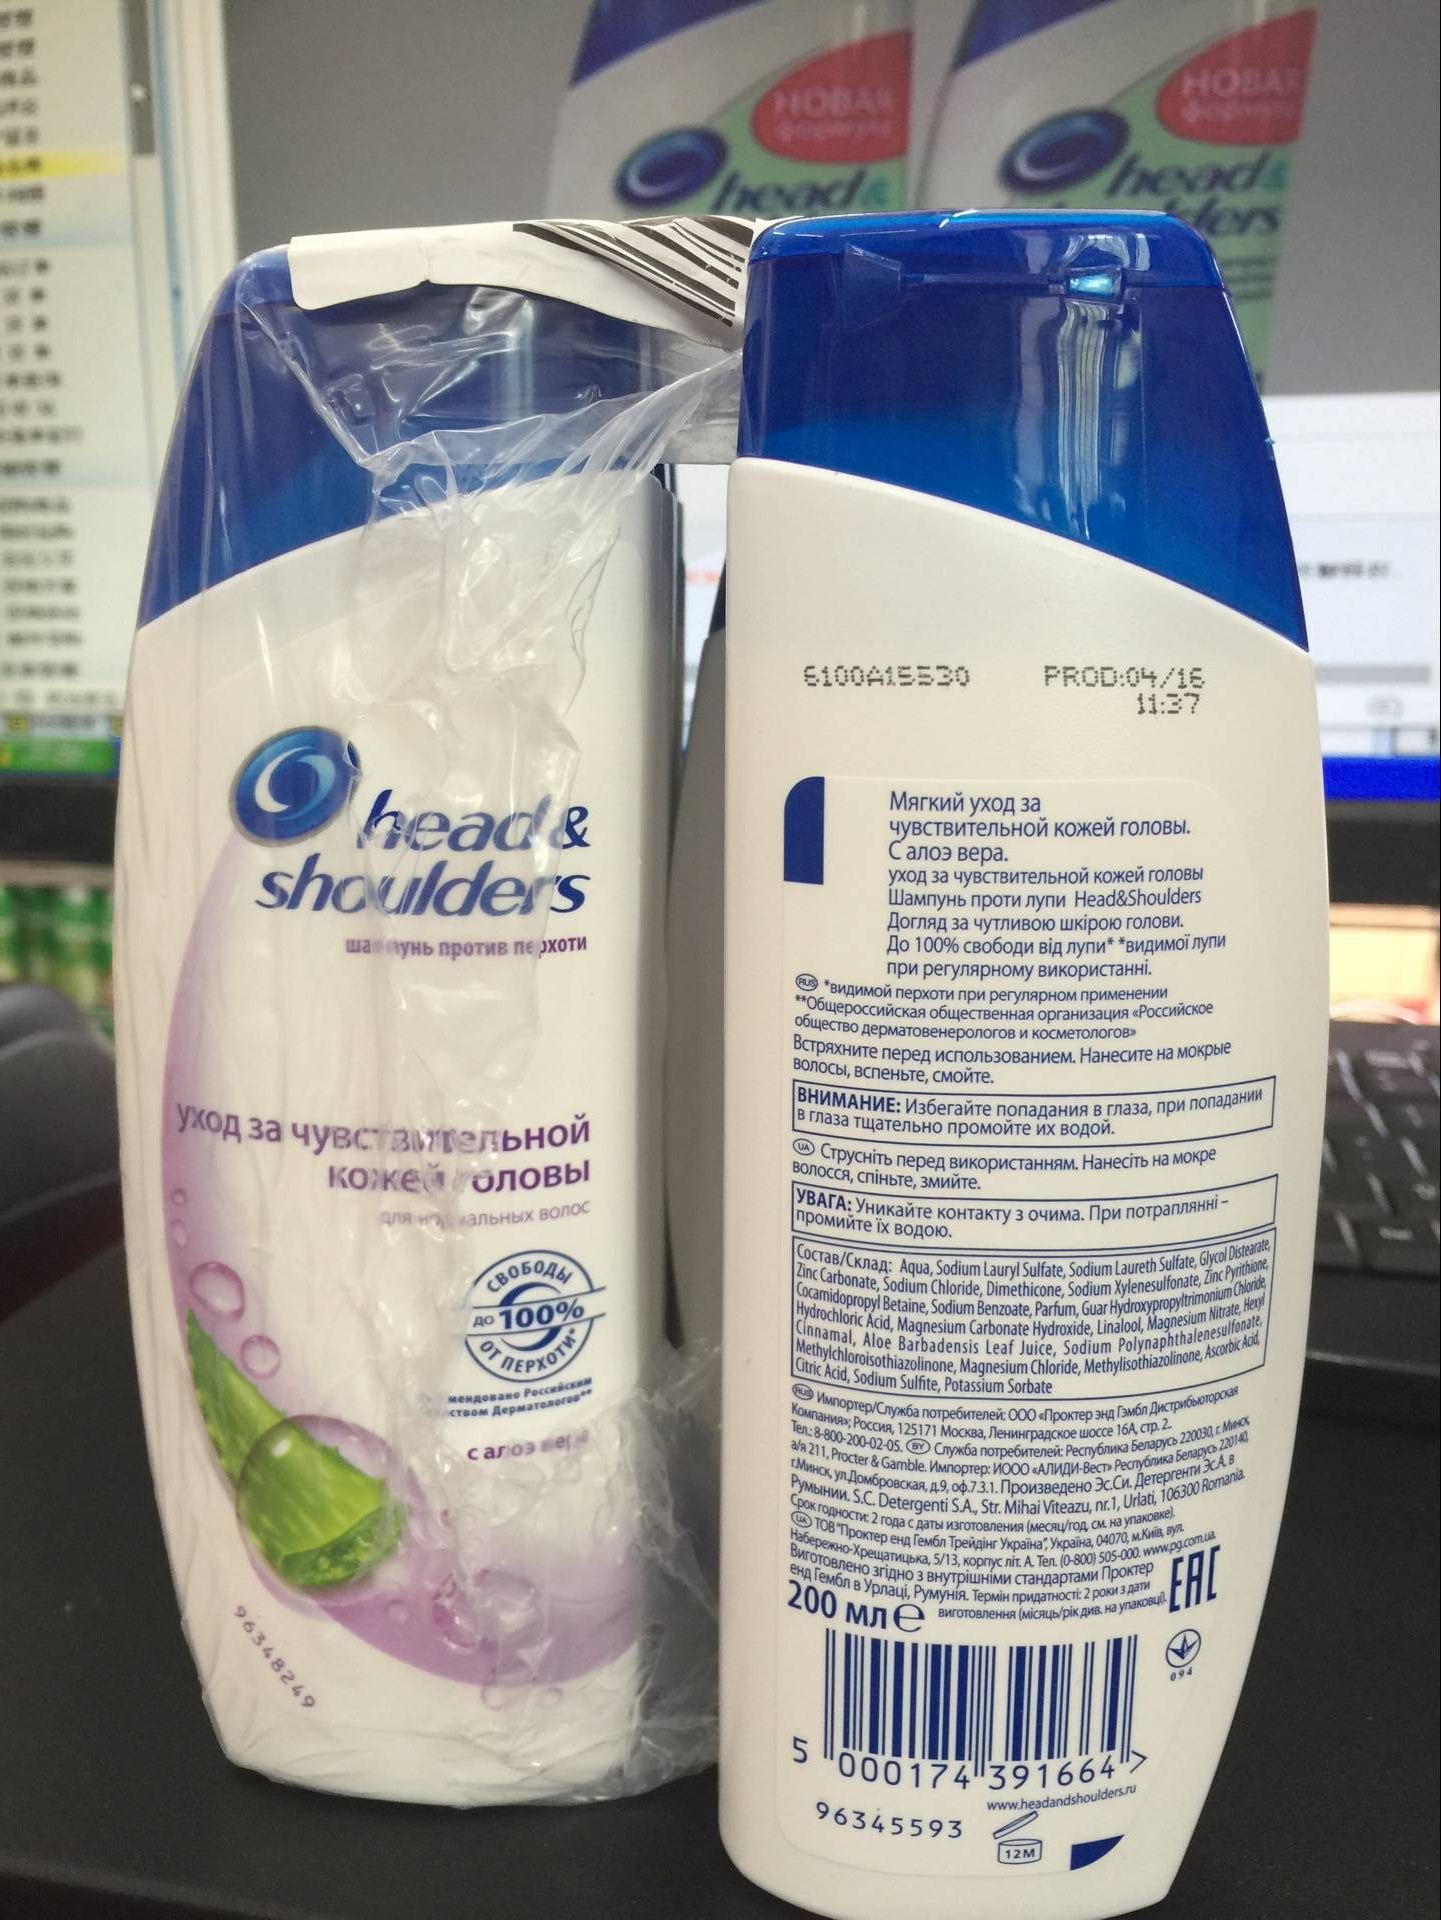 НОВАЯ
формула
head &
НОВАЯ
формула
head &
head &
shoulders
шампунь против перхоти
уход за чувствительной
кожей головы
для нормальных волос
СВОБОДЫ
ДО 100%
ОТ ПЕРХОТИ*
Российским
Дерматологов**
с алоэ вера
96348249
6100A15530 PROD:04/16
11:37
Мягкий уход за
чувствительной кожей головы.
С алоэ вера.
уход за чувствительной кожей головы
Шампунь проти лупи Head&Shoulders
Догляд за чутливою шкірою голови.
До 100% свободи від лупи* *видимої лупи
при регулярному використанні.
RUS *видимой перхоти при регулярном применении
**Общероссийская общественная организация «Российское
общество дерматовенерологов и косметологов»
Встряхните перед использованием. Нанесите на мокрые
волосы, вспеньте, смойте.
ВНИМАНИЕ: Избегайте попадания в глаза, при попадании
в глаза тщательно промойте их водой.
UA Струсніть перед використанням. Нанесіть на мокре
волосся, спіньте, змийте.
УВАГА: Уникайте контакту з очима. При потраплянні –
промийте їх водою.
Состав/Склад: Aqua, Sodium Lauryl Sulfate, Sodium Laureth Sulfate, Glycol Distearate,
Zinc Carbonate, Sodium Chloride, Dimethicone, Sodium Xylenesulfonate, Zinc Pyrithione,
Cocamidopropyl Betaine, Sodium Benzoate, Parfum, Guar Hydroxypropyltrimonium Chloride,
Hydrochloric Acid, Magnesium Carbonate Hydroxide, Linalool, Magnesium Nitrate, Hexyl
Cinnamal, Aloe Barbadensis Leaf Juice, Sodium Polynaphthalenesulfonate,
Methylchloroisothiazolinone, Magnesium Chloride, Methylisothiazolinone, Ascorbic Acid,
Citric Acid, Sodium Sulfite, Potassium Sorbate
RUS Импортер/Служба потребителей: ООО «Проктер энд Гэмбл Дистрибьюторская
Компания»; Россия, 125171 Москва, Ленинградское шоссе 16А, стр. 2.
Тел.: 8-800-200-02-05. BY Служба потребителей: Республика Беларусь 220030, г. Минск,
а/я 211, Procter & Gamble. Импортер: ИООО «АЛИДИ-Вест» Республика Беларусь 220140,
г.Минск, ул.Домбровская, д.9, оф.7.3.1. Произведено Эс.Си. Детергенти Эс.А. в
Румынии. S.C. Detergenti S.A., Str. Mihai Viteazu, nr.1, Urlati, 106300 Romania.
Срок годности: 2 года с даты изготовления (месяц/год, см. на упаковке).
UA ТОВ "Проктер енд Гембл Трейдінг Україна", Україна, 04070, м.Київ, вул.
Набережно-Хрещатицька, 5/13, корпус літ. А. Тел. (0-800) 505-000. www.pg.com.ua.
Виготовлено згідно з внутрішніми стандартами Проктер
енд Гембл в Урлаці, Румунія. Термін придатності: 2 роки з дати
виготовлення (місяць/рік див. на упаковці).
EAC
200 мл e
094
5 000174 391664 >
www.headandshoulders.ru
96345593
12M